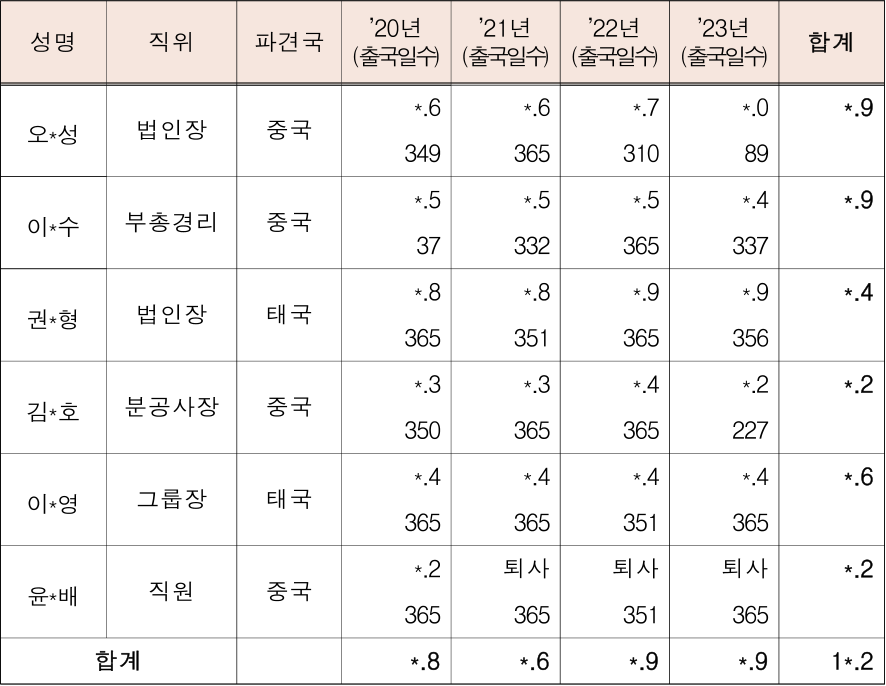 성명 직위 파견국 ’20년 (출국일수) ’21년 (출국일수) ’22년 (출국일수) ’23년 (출국일수) 합계
오*성 법인장 중국 *.6 *.6 *.7 *.0 *.9
349 365 310 89
이*수 부총경리 중국 *.5 *.5 *.5 *.4 *.9
37 332 365 337
권*형 법인장 태국 *.8 *.8 *.9 *.9 *.4
365 351 365 356
김*호 분공사장 중국 *.3 *.3 *.4 *.2 *.2
350 365 365 227
이*영 그룹장 태국 *.4 *.4 *.4 *.4 *.6
365 365 351 365
윤*배 직원 중국 *.2 퇴사 퇴사 퇴사 *.2
365 365 351 365
합계 *.8 *.6 *.9 *.9 1*.2